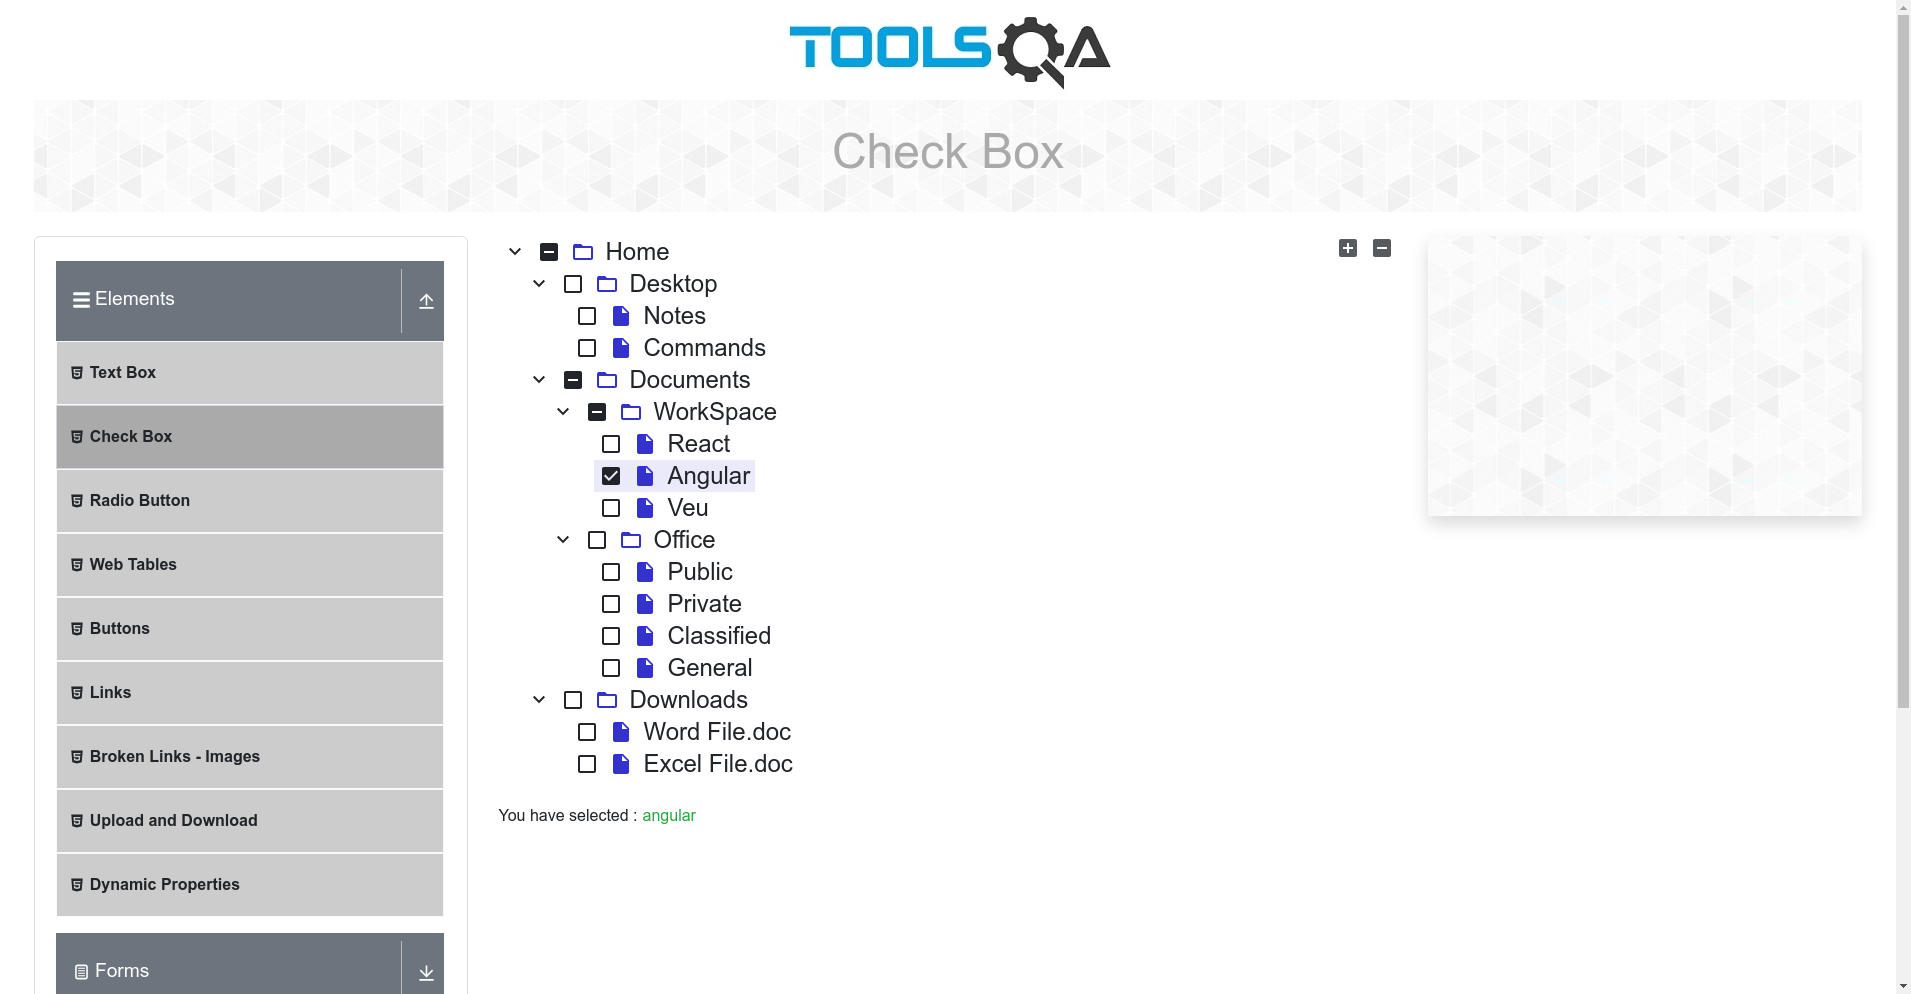 TOOLSQA
Check Box
Elements
Text Box
Check Box
Radio Button
Web Tables
Buttons
Links
Broken Links - Images
Upload and Download
Dynamic Properties
Forms
Home
Desktop
Notes
Commands
Documents
WorkSpace
React
Angular
Veu
Office
Public
Private
Classified
General
Downloads
Word File.doc
Excel File.doc
You have selected : angular